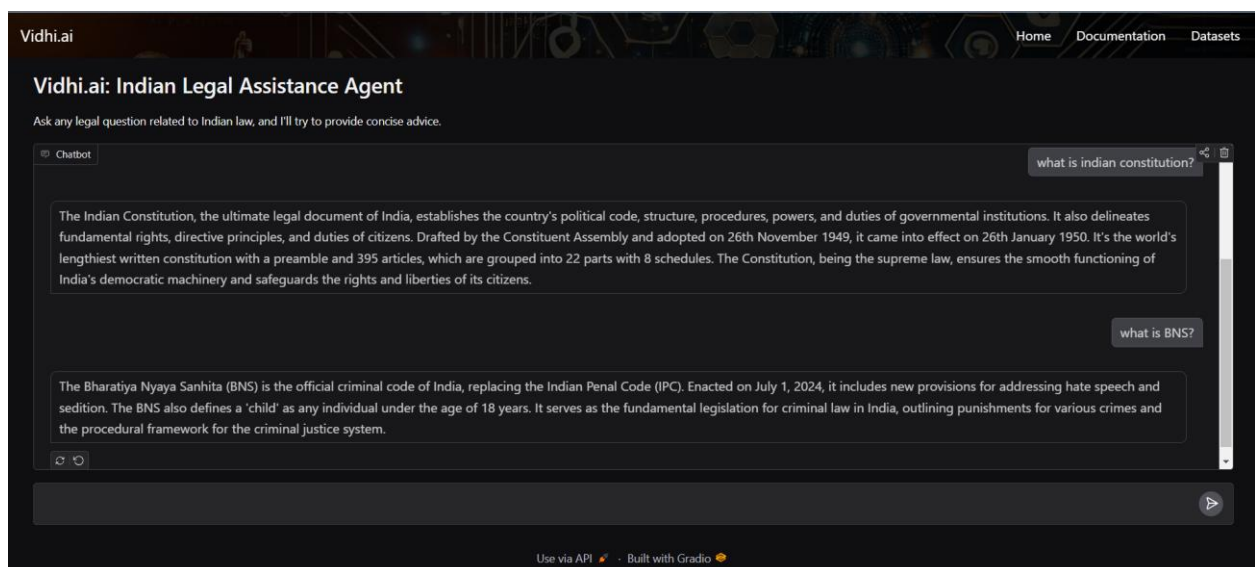 Vidhi.ai
Home Documentation Datasets
Vidhi.ai: Indian Legal Assistance Agent
Ask any legal question related to Indian law, and I'll try to provide concise advice.
Chatbot
what is indian constitution?
The Indian Constitution, the ultimate legal document of India, establishes the country's political code, structure, procedures, powers, and duties of governmental institutions. It also delineates
fundamental rights, directive principles, and duties of citizens. Drafted by the Constituent Assembly and adopted on 26th November 1949, it came into effect on 26th January 1950. It's the world's
lengthiest written constitution with a preamble and 395 articles, which are grouped into 22 parts with 8 schedules. The Constitution, being the supreme law, ensures the smooth functioning of
India's democratic machinery and safeguards the rights and liberties of its citizens.
what is BNS?
The Bharatiya Nyaya Sanhita (BNS) is the official criminal code of India, replacing the Indian Penal Code (IPC). Enacted on July 1, 2024, it includes new provisions for addressing hate speech and
sedition. The BNS also defines a 'child' as any individual under the age of 18 years. It serves as the fundamental legislation for criminal law in India, outlining punishments for various crimes and
the procedural framework for the criminal justice system.
Use via API 🚀 · Built with Gradio